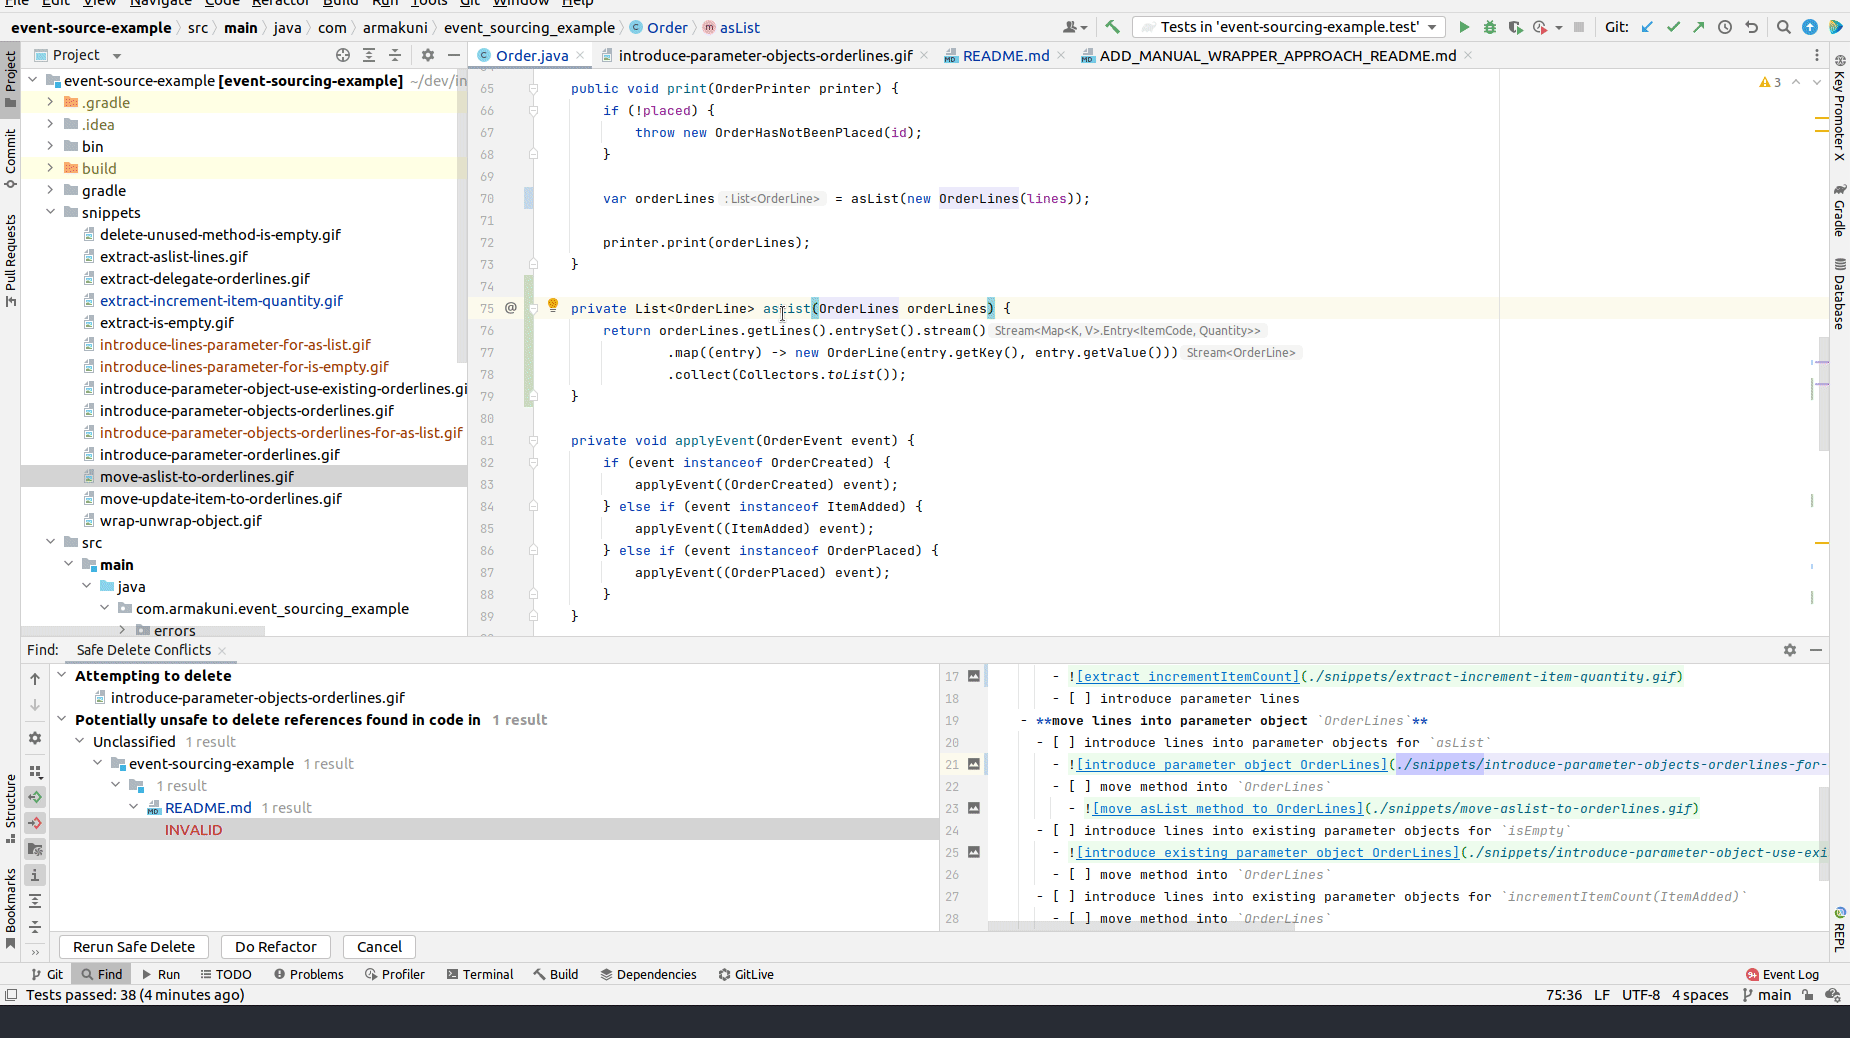 File Edit View Navigate Code Refactor Build Run Tools Git Window Help
event-source-example src main java com armakuni event_sourcing_example Order asList
Tests in 'event-sourcing-example.test' Git:
Project
Order.java introduce-parameter-objects-orderlines.gif README.md ADD_MANUAL_WRAPPER_APPROACH_README.md
event-source-example [event-sourcing-example] ~/dev/in
.gradle
.idea
bin
build
gradle
snippets
delete-unused-method-is-empty.gif
extract-aslist-lines.gif
extract-delegate-orderlines.gif
extract-increment-item-quantity.gif
extract-is-empty.gif
introduce-lines-parameter-for-as-list.gif
introduce-lines-parameter-for-is-empty.gif
introduce-parameter-object-use-existing-orderlines.gi
introduce-parameter-objects-orderlines.gif
introduce-parameter-objects-orderlines-for-as-list.gif
introduce-parameter-orderlines.gif
move-aslist-to-orderlines.gif
move-update-item-to-orderlines.gif
wrap-unwrap-object.gif
src
main
java
com.armakuni.event_sourcing_example
errors
Project
Commit
Pull Requests
Structure
Bookmarks
3
65 public void print(OrderPrinter printer) {
66 if (!placed) {
67 throw new OrderHasNotBeenPlaced(id);
68 }
69
70 var orderLines : List<OrderLine> = asList(new OrderLines(lines));
71
72 printer.print(orderLines);
73 }
74
75 @ private List<OrderLine> asList(OrderLines orderLines) {
76 return orderLines.getLines().entrySet().stream() Stream<Map<K, V>.Entry<ItemCode, Quantity>>
77 .map((entry) -> new OrderLine(entry.getKey(), entry.getValue())) Stream<OrderLine>
78 .collect(Collectors.toList());
79 }
80
81 private void applyEvent(OrderEvent event) {
82 if (event instanceof OrderCreated) {
83 applyEvent((OrderCreated) event);
84 } else if (event instanceof ItemAdded) {
85 applyEvent((ItemAdded) event);
86 } else if (event instanceof OrderPlaced) {
87 applyEvent((OrderPlaced) event);
88 }
89 }
Key Promoter X
Gradle
Database
REPL
Find: Safe Delete Conflicts
Attempting to delete
introduce-parameter-objects-orderlines.gif
Potentially unsafe to delete references found in code in 1 result
Unclassified 1 result
event-sourcing-example 1 result
1 result
README.md 1 result
INVALID
17 - ![extract incrementItemCount](./snippets/extract-increment-item-quantity.gif)
18 - [ ] introduce parameter lines
19 - **move lines into parameter object `OrderLines`**
20 - [ ] introduce lines into parameter objects for `asList`
21 - ![introduce parameter object OrderLines](./snippets/introduce-parameter-objects-orderlines-for-
22 - [ ] move method into `OrderLines`
23 - ![move asList method to OrderLines](./snippets/move-aslist-to-orderlines.gif)
24 - [ ] introduce lines into existing parameter objects for `isEmpty`
25 - ![introduce existing parameter object OrderLines](./snippets/introduce-parameter-object-use-exi
26 - [ ] move method into `OrderLines`
27 - [ ] introduce lines into existing parameter objects for `incrementItemCount(ItemAdded)`
28 - [ ] move method into `OrderLines`
Rerun Safe Delete Do Refactor Cancel
Git Find Run TODO Problems Profiler Terminal Build Dependencies GitLive 9+ Event Log
Tests passed: 38 (4 minutes ago) 75:36 LF UTF-8 4 spaces main